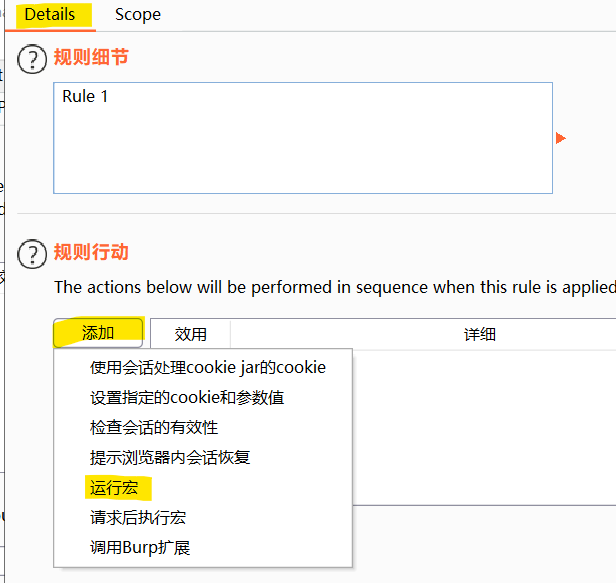 Details Scope
规则细节
Rule 1
规则行动
The actions below will be performed in sequence when this rule is applied
添加 效用 详细
使用会话处理cookie jar的cookie
设置指定的cookie和参数值
检查会话的有效性
提示浏览器内会话恢复
运行宏
请求后执行宏
调用Burp扩展